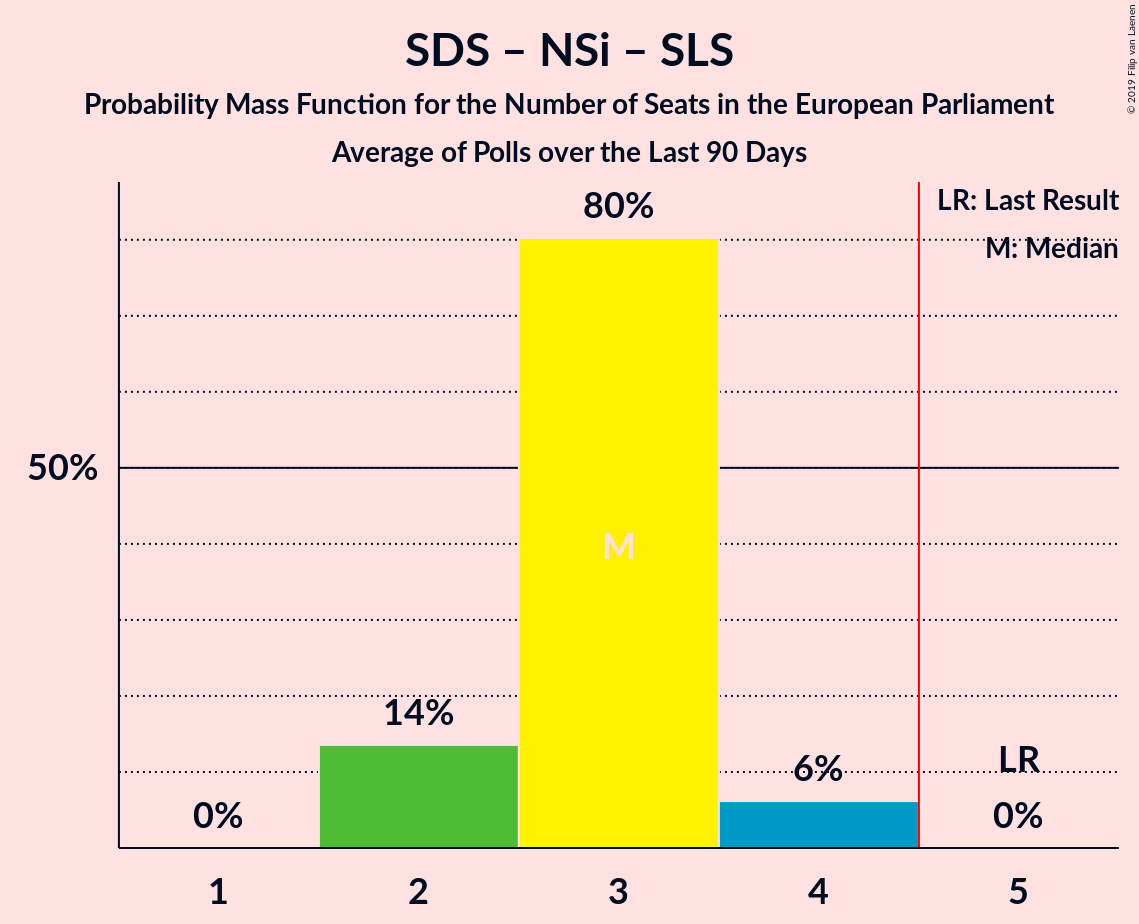 SDS – NSi – SLS
Probability Mass Function for the Number of Seats in the European Parliament
Average of Polls over the Last 90 Days
© 2019 Filip van Laenen
LR: Last Result
M: Median
80%
50%
M
14%
6%
LR
0%
0%
1 2 3 4 5